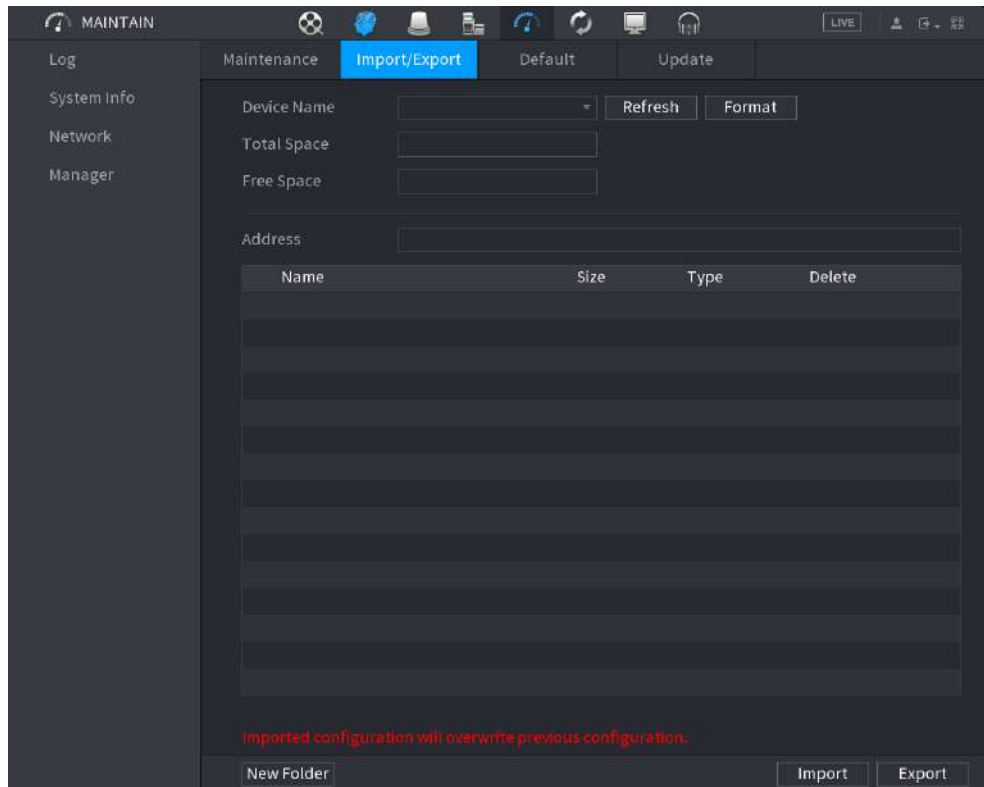 MAINTAIN LIVE
Log Maintenance Import/Export Default Update
System Info Device Name Refresh Format
Network Total Space
Manager Free Space
Address
Name Size Type Delete
Imported configuration will overwrite previous configuration.
New Folder Import Export